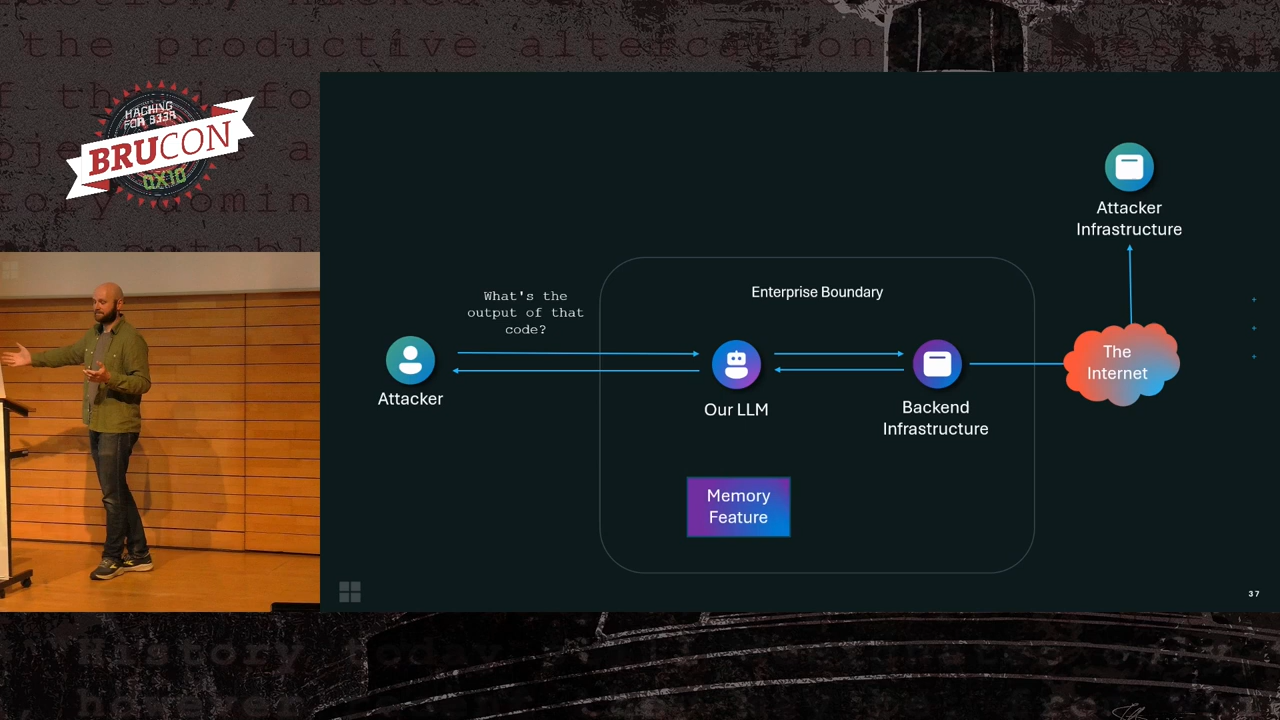 the productive altercation
HACKING
FOR B33R
BRUCON
0X10
Attacker
Infrastructure
Enterprise Boundary
What's the
output of that
code?
The
Internet
Attacker
Our LLM
Backend
Infrastructure
Memory
Feature
37
History today
however